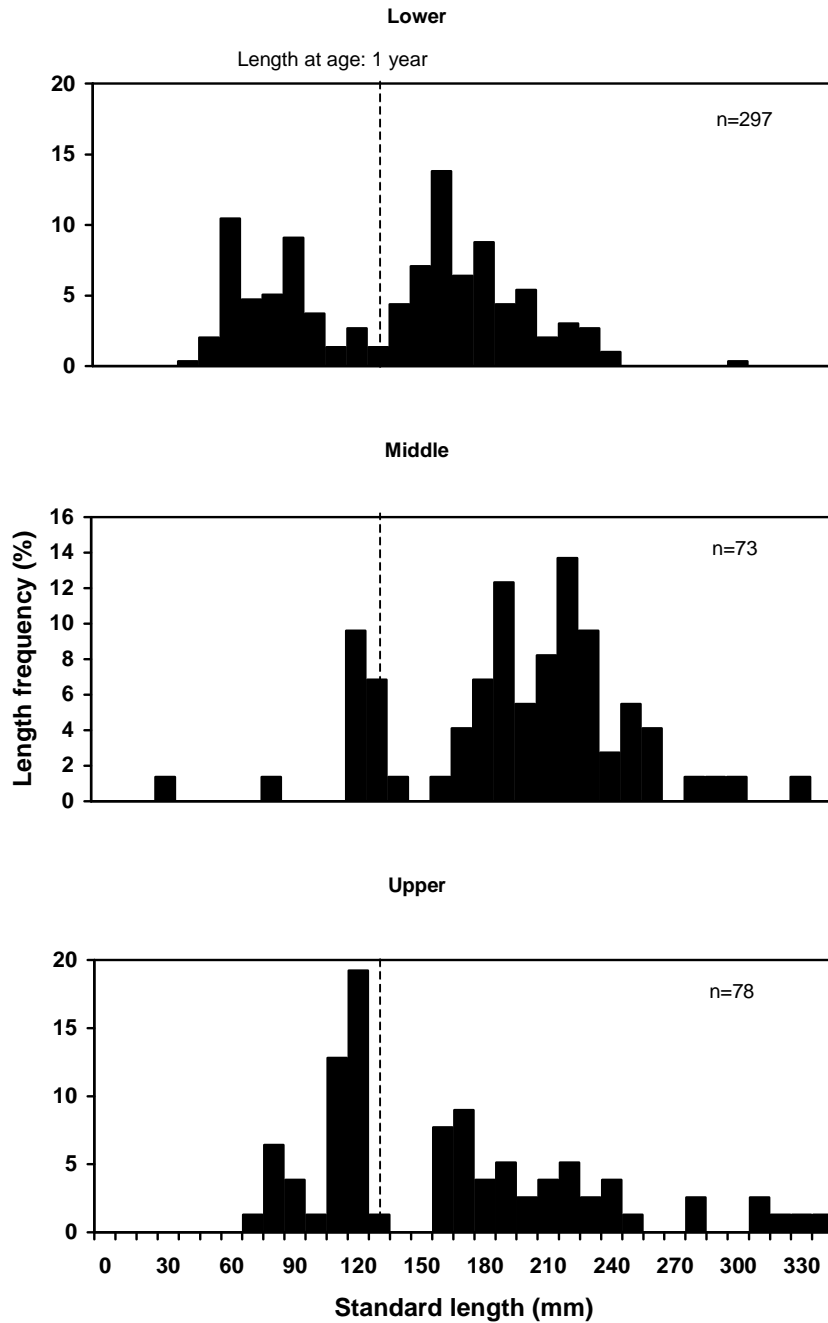 Lower
Length at age: 1 year
20
n=297
15
10
5
0
Middle
16
n=73
14
12
10
8
6
4
2
0
Length frequency (%)
Upper
20
n=78
15
10
5
0
0 30 60 90 120 150 180 210 240 270 300 330
Standard length (mm)